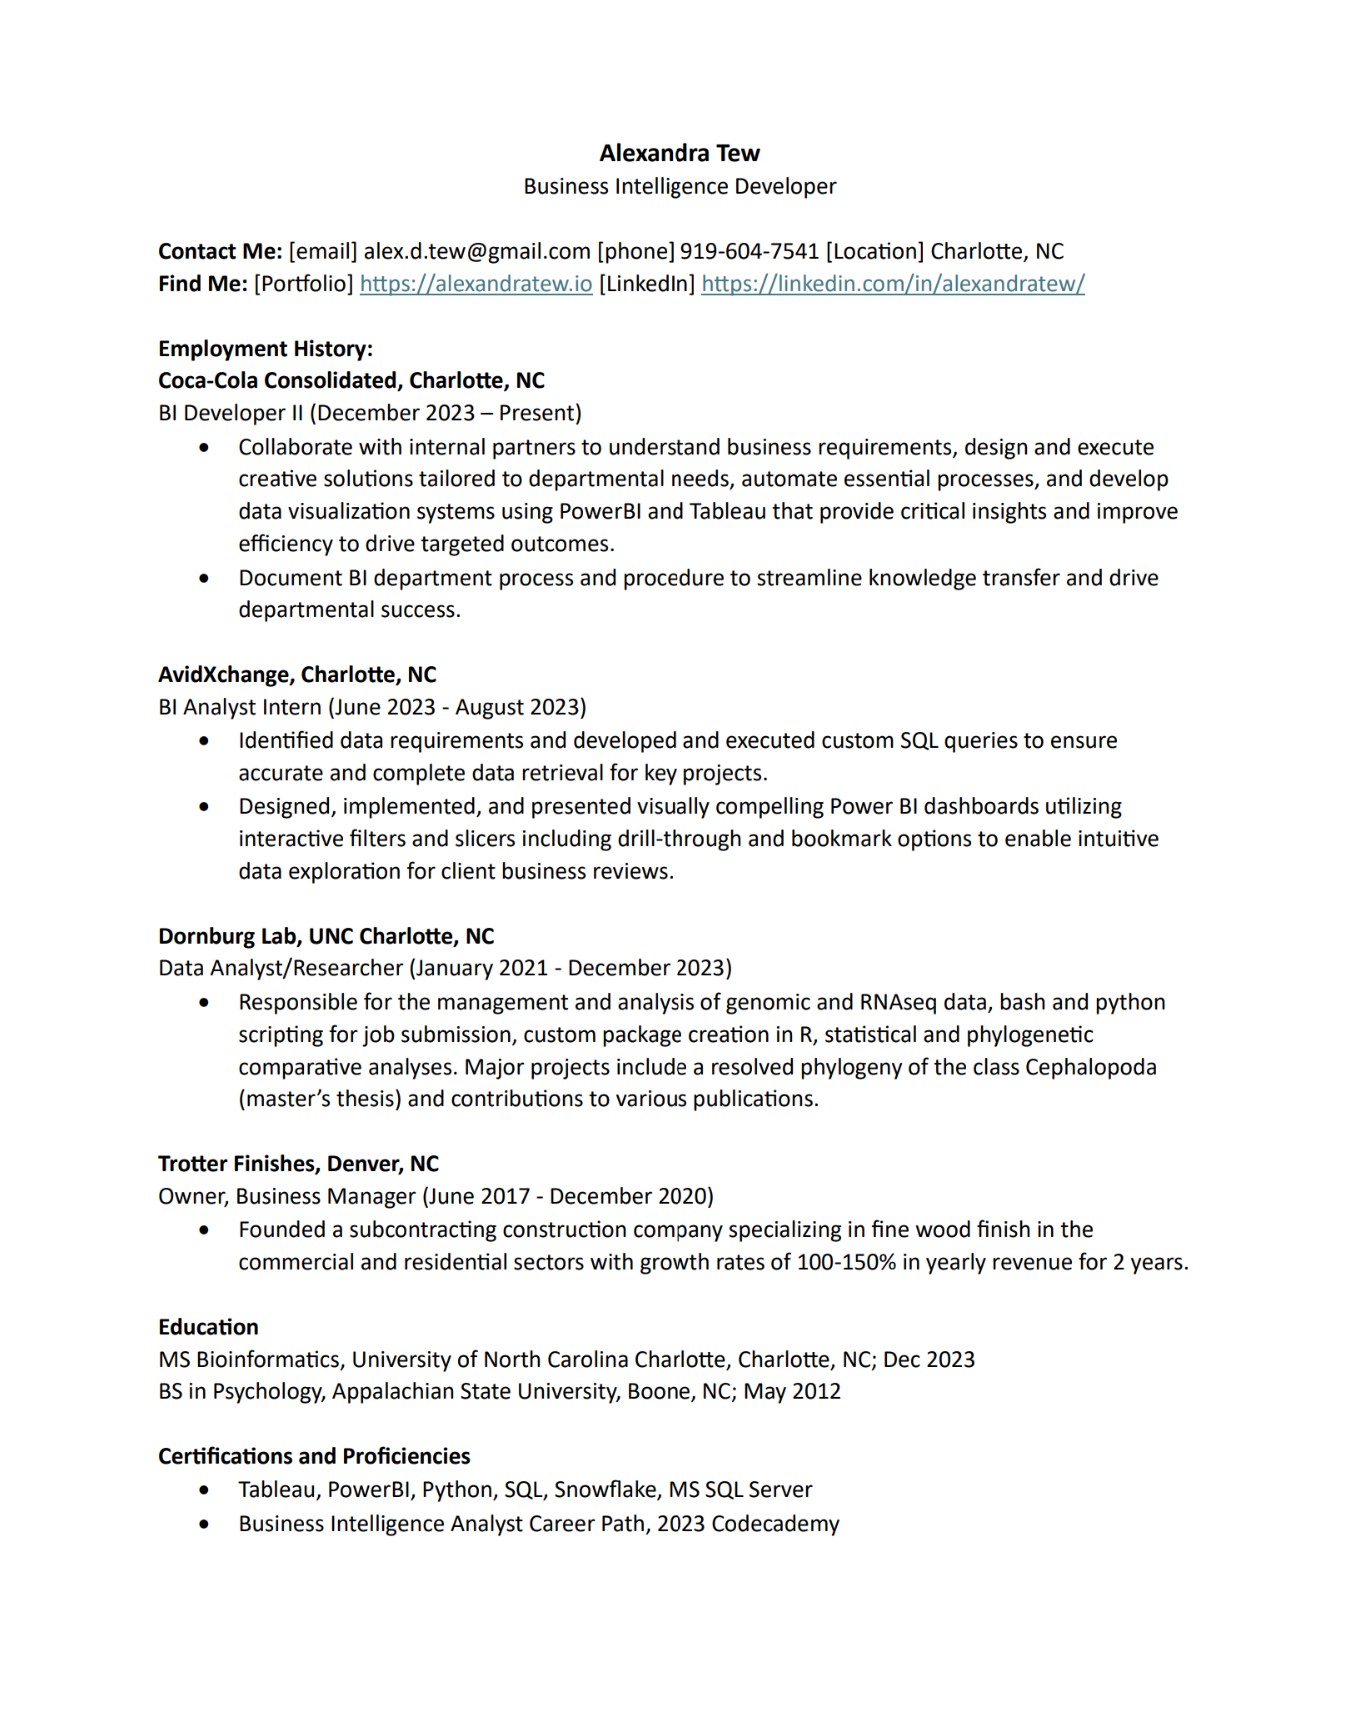 Alexandra Tew
Business Intelligence Developer
Contact Me: [email] alex.d.tew@gmail.com [phone] 919-604-7541 [Location] Charlotte, NC
Find Me: [Portfolio] https://alexandratew.io [LinkedIn] https://linkedin.com/in/alexandratew/
Employment History:
Coca-Cola Consolidated, Charlotte, NC
BI Developer II (December 2023 – Present)
• Collaborate with internal partners to understand business requirements, design and execute
creative solutions tailored to departmental needs, automate essential processes, and develop
data visualization systems using PowerBI and Tableau that provide critical insights and improve
efficiency to drive targeted outcomes.
• Document BI department process and procedure to streamline knowledge transfer and drive
departmental success.
AvidXchange, Charlotte, NC
BI Analyst Intern (June 2023 - August 2023)
• Identified data requirements and developed and executed custom SQL queries to ensure
accurate and complete data retrieval for key projects.
• Designed, implemented, and presented visually compelling Power BI dashboards utilizing
interactive filters and slicers including drill-through and bookmark options to enable intuitive
data exploration for client business reviews.
Dornburg Lab, UNC Charlotte, NC
Data Analyst/Researcher (January 2021 - December 2023)
• Responsible for the management and analysis of genomic and RNAseq data, bash and python
scripting for job submission, custom package creation in R, statistical and phylogenetic
comparative analyses. Major projects include a resolved phylogeny of the class Cephalopoda
(master’s thesis) and contributions to various publications.
Trotter Finishes, Denver, NC
Owner, Business Manager (June 2017 - December 2020)
• Founded a subcontracting construction company specializing in fine wood finish in the
commercial and residential sectors with growth rates of 100-150% in yearly revenue for 2 years.
Education
MS Bioinformatics, University of North Carolina Charlotte, Charlotte, NC; Dec 2023
BS in Psychology, Appalachian State University, Boone, NC; May 2012
Certifications and Proficiencies
• Tableau, PowerBI, Python, SQL, Snowflake, MS SQL Server
• Business Intelligence Analyst Career Path, 2023 Codecademy